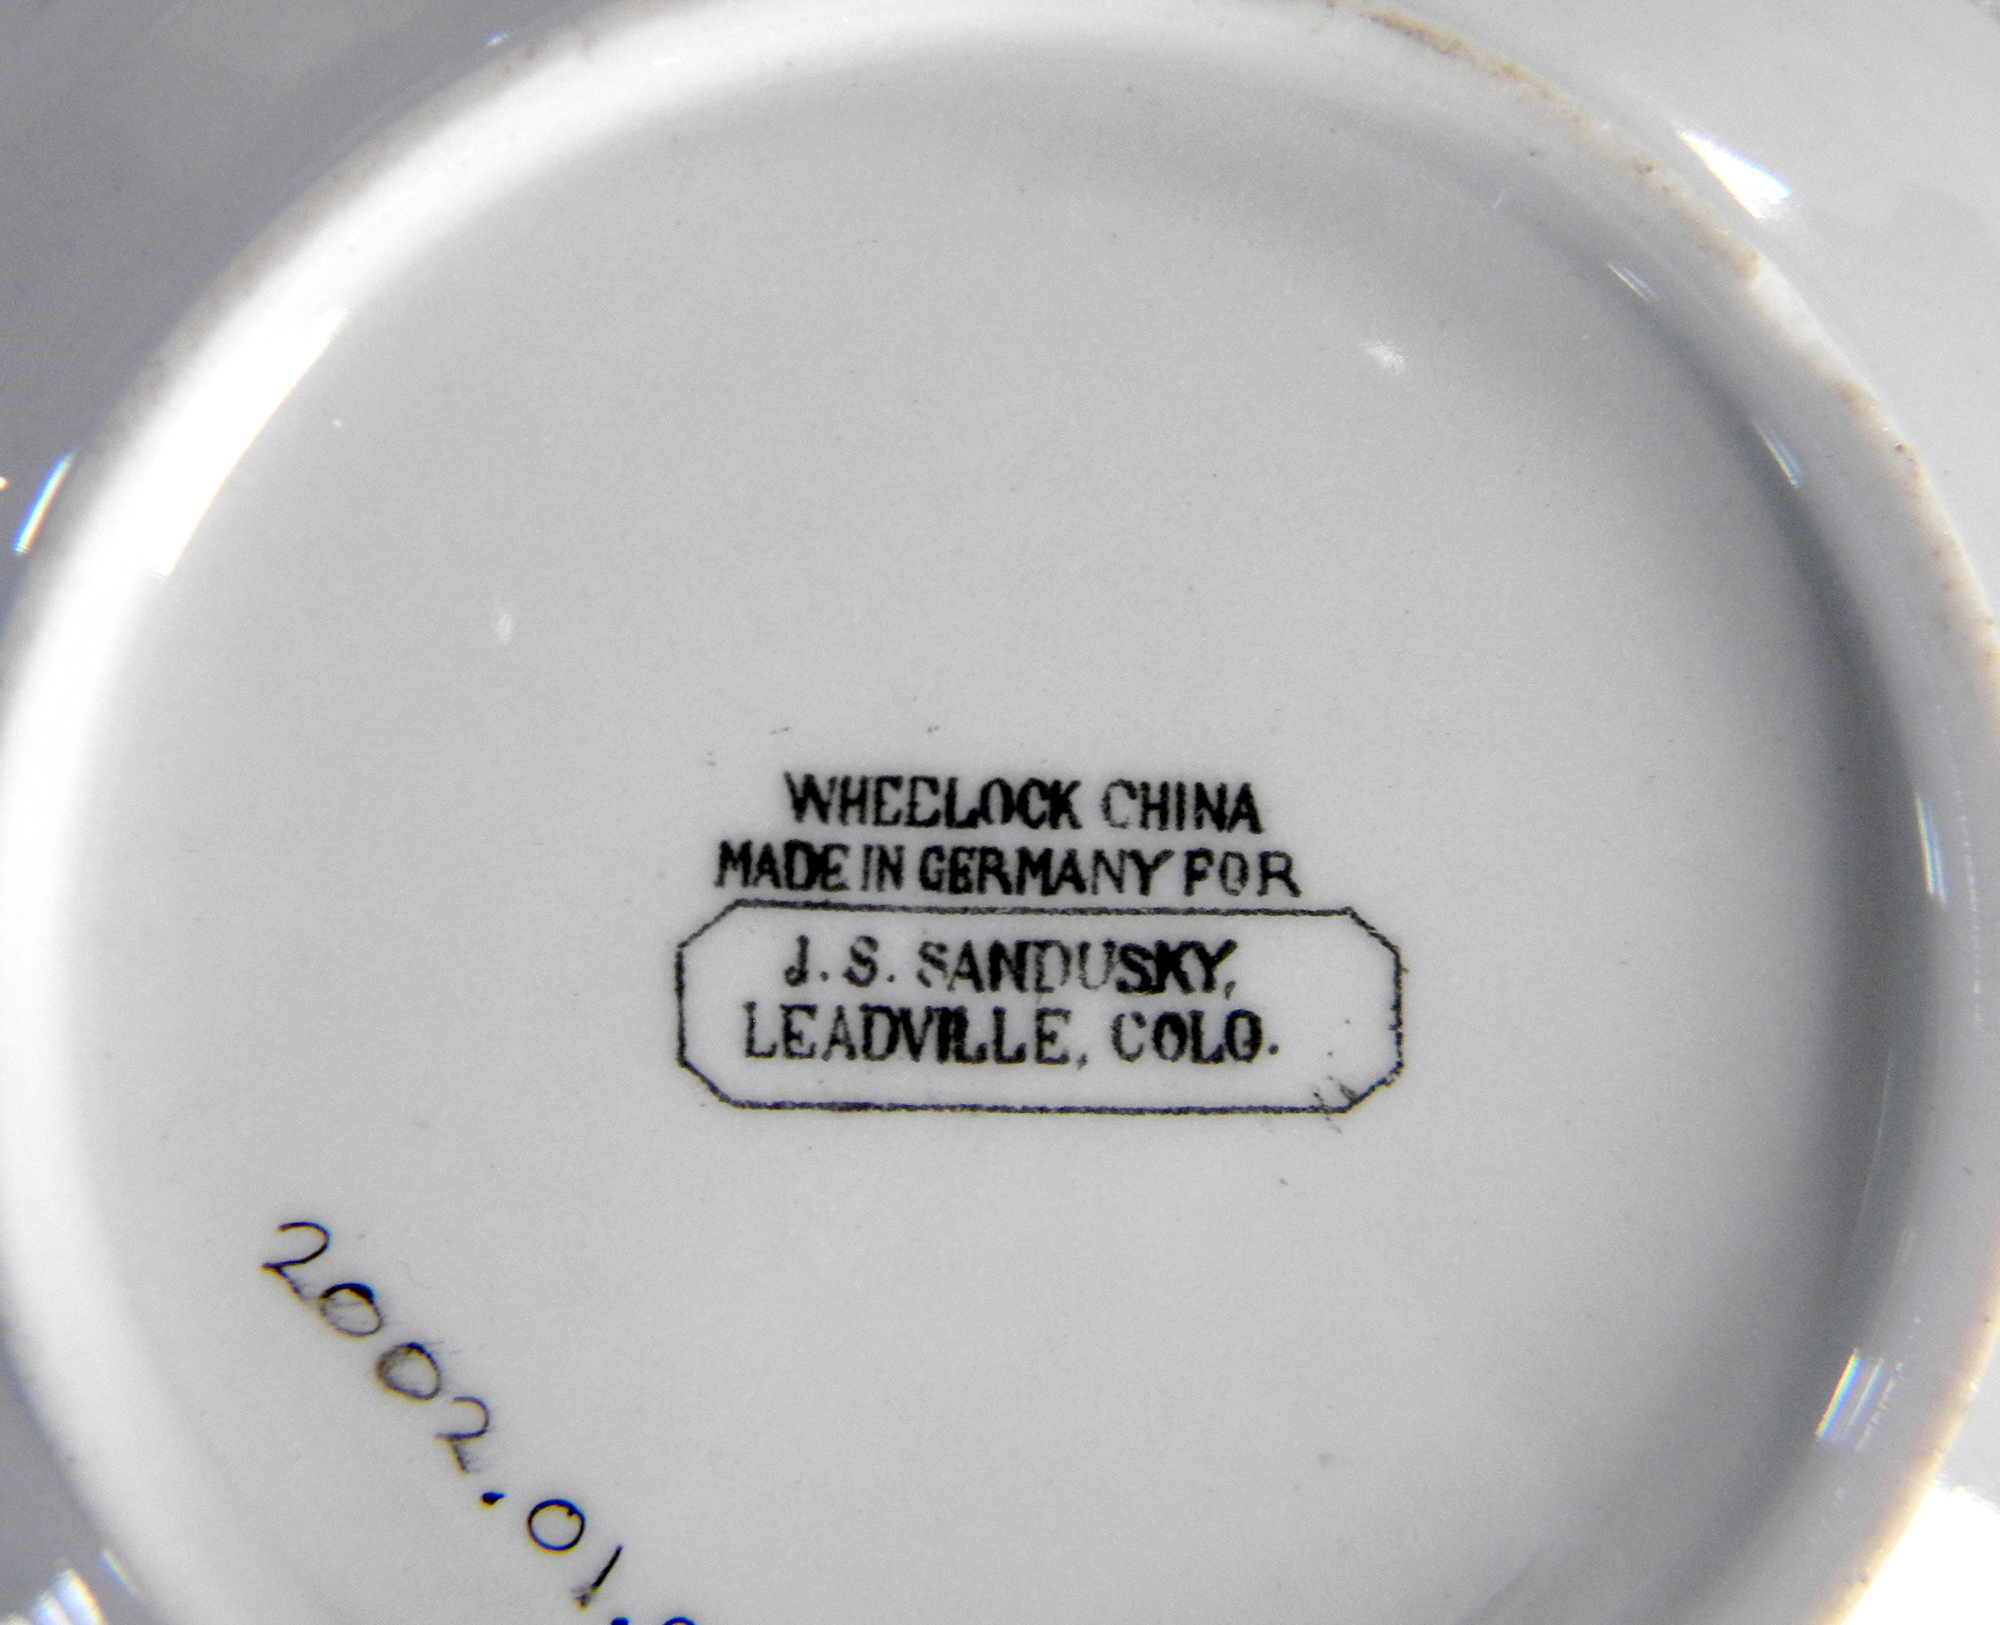 WHEELOCK CHINA
MADE IN GERMANY FOR
J. S. SANDUSKY,
LEADVILLE, COLO.
2002.01.